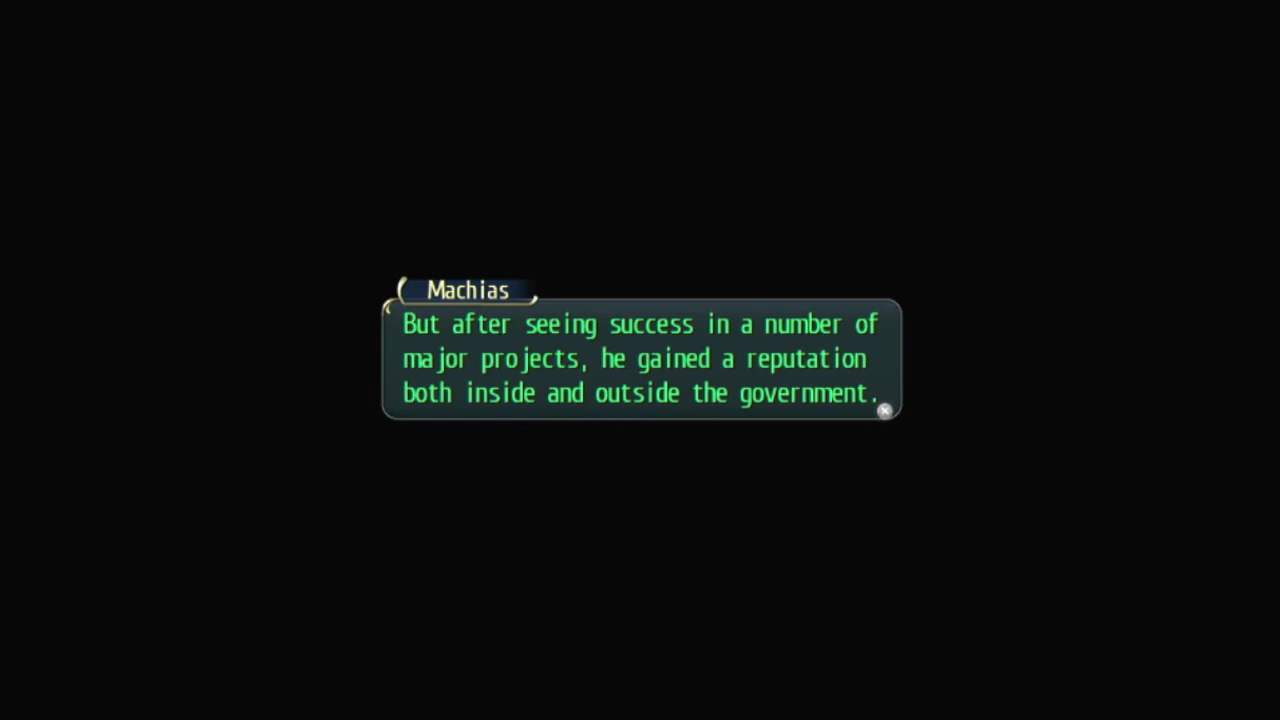 Machias
But after seeing success in a number of
major projects, he gained a reputation
both inside and outside the government.